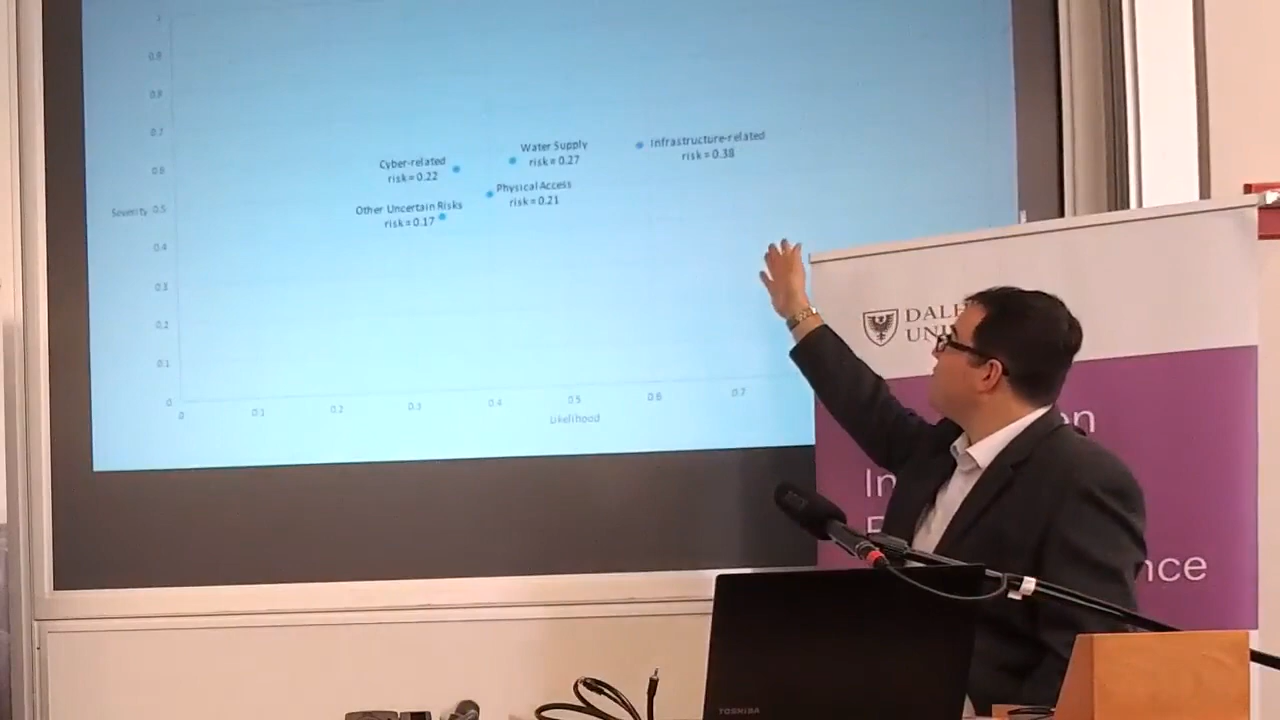 1
0.9
0.8
0.7
0.6
Severity 0.5
0.4
0.3
0.2
0.1
0
Cyber-related
risk = 0.22
Water Supply
risk = 0.27
Infrastructure-related
risk = 0.38
Physical Access
risk = 0.21
Other Uncertain Risks
risk = 0.17
0 0.1 0.2 0.3 0.4 0.5 0.6 0.7
Likelihood
TOSHIBA